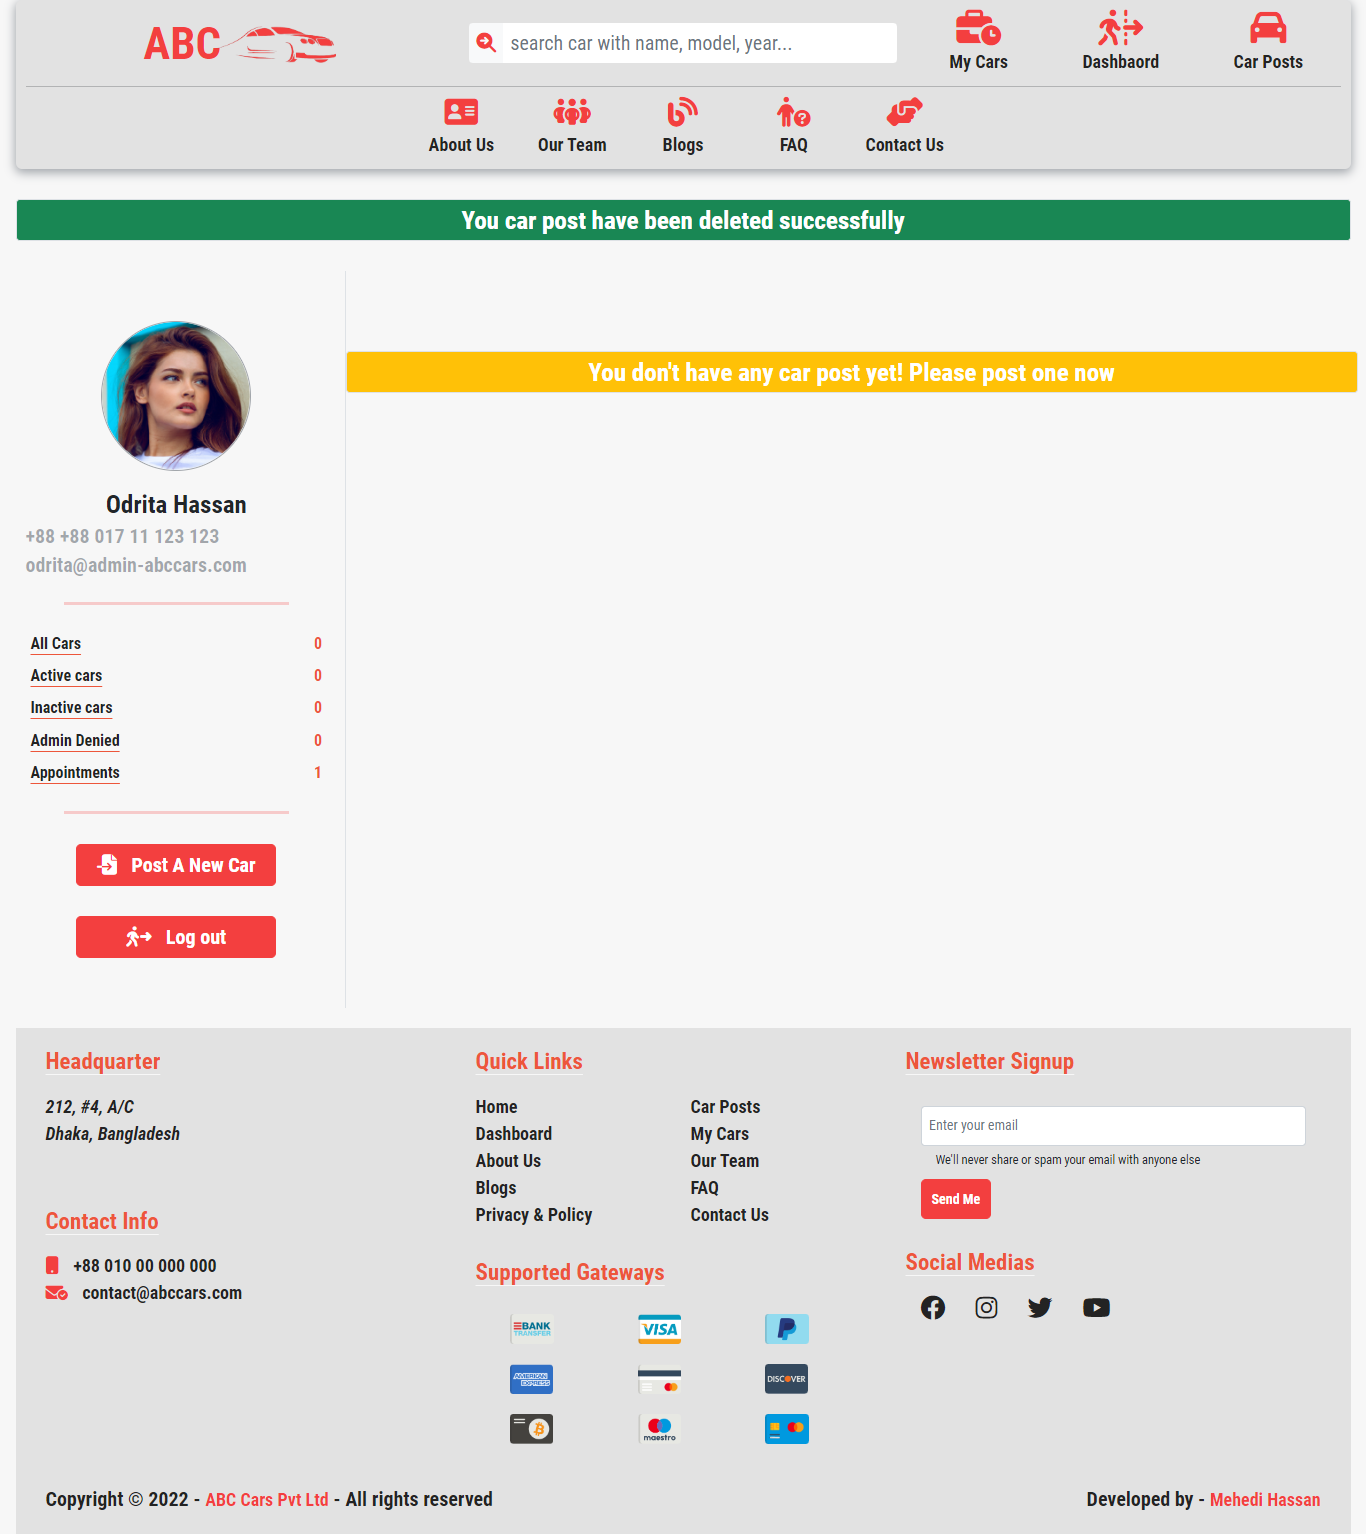 ABC
search car with name, model, year...
My Cars
Dashbaord
Car Posts
About Us
Our Team
Blogs
FAQ
Contact Us
You car post have been deleted successfully
You don't have any car post yet! Please post one now
Odrita Hassan
+88 +88 017 11 123 123
odrita@admin-abccars.com
All Cars 0
Active cars 0
Inactive cars 0
Admin Denied 0
Appointments 1
Post A New Car
Log out
Headquarter
212, #4, A/C
Dhaka, Bangladesh
Contact Info
+88 010 00 000 000
contact@abccars.com
Quick Links
Home
Dashboard
About Us
Blogs
Privacy & Policy
Car Posts
My Cars
Our Team
FAQ
Contact Us
Supported Gateways
BANK
TRANSFER
VISA
AMERICAN
EXPRESS
DISCOVER
maestro
Newsletter Signup
Enter your email
We'll never share or spam your email with anyone else
Send Me
Social Medias
Copyright © 2022 - ABC Cars Pvt Ltd - All rights reserved
Developed by - Mehedi Hassan